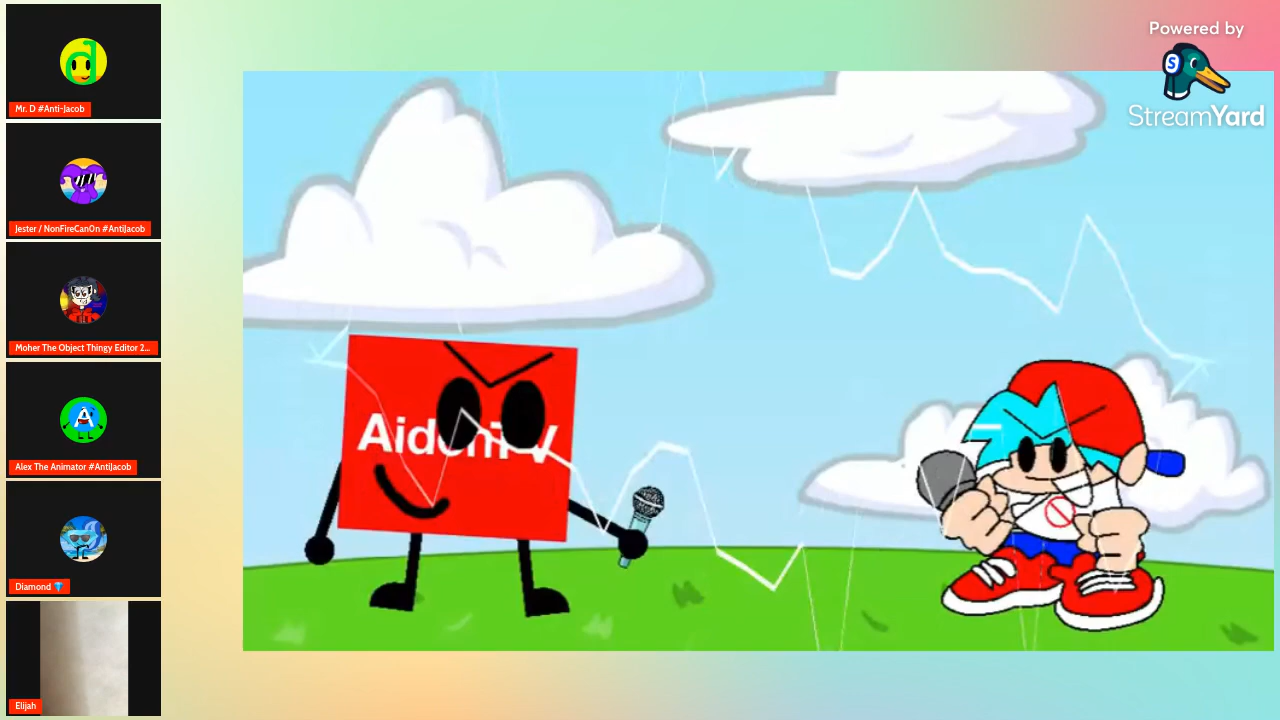 Mr. D #Anti-Jacob
Jester / NonFireCanOn #AntiJacob
Moher The Object Thingy Editor 2...
Alex The Animator #AntiJacob
Diamond
Elijah
Powered by
S
StreamYard
AidenTV
A